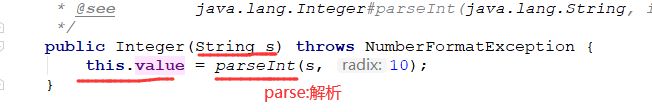 * @see java.lang.Integer#parseInt(java.lang.String, i
*/
public Integer(String s) throws NumberFormatException {
this.value = parseInt(s, radix: 10);
}
parse:解析